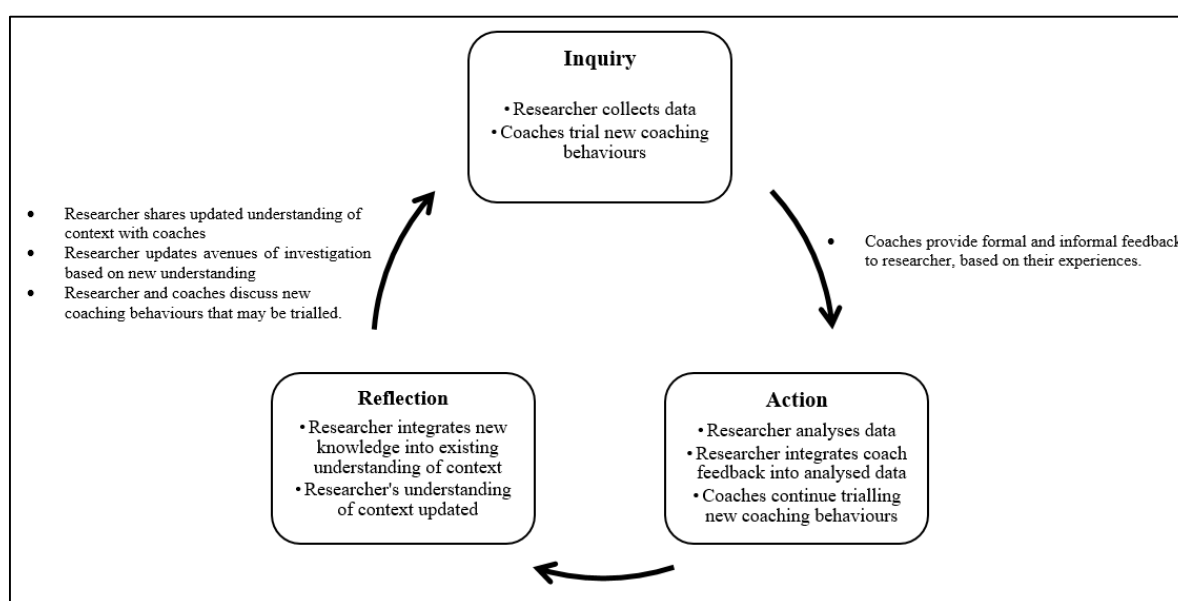 Inquiry
• Researcher collects data
• Coaches trial new coaching
behaviours
• Researcher shares updated understanding of
context with coaches
• Researcher updates avenues of investigation
based on new understanding
• Researcher and coaches discuss new
coaching behaviours that may be trialled.
• Coaches provide formal and informal feedback
to researcher, based on their experiences.
Reflection
• Researcher integrates new
knowledge into existing
understanding of context
• Researcher's understanding
of context updated
Action
• Researcher analyses data
• Researcher integrates coach
feedback into analysed data
• Coaches continue trialling
new coaching behaviours